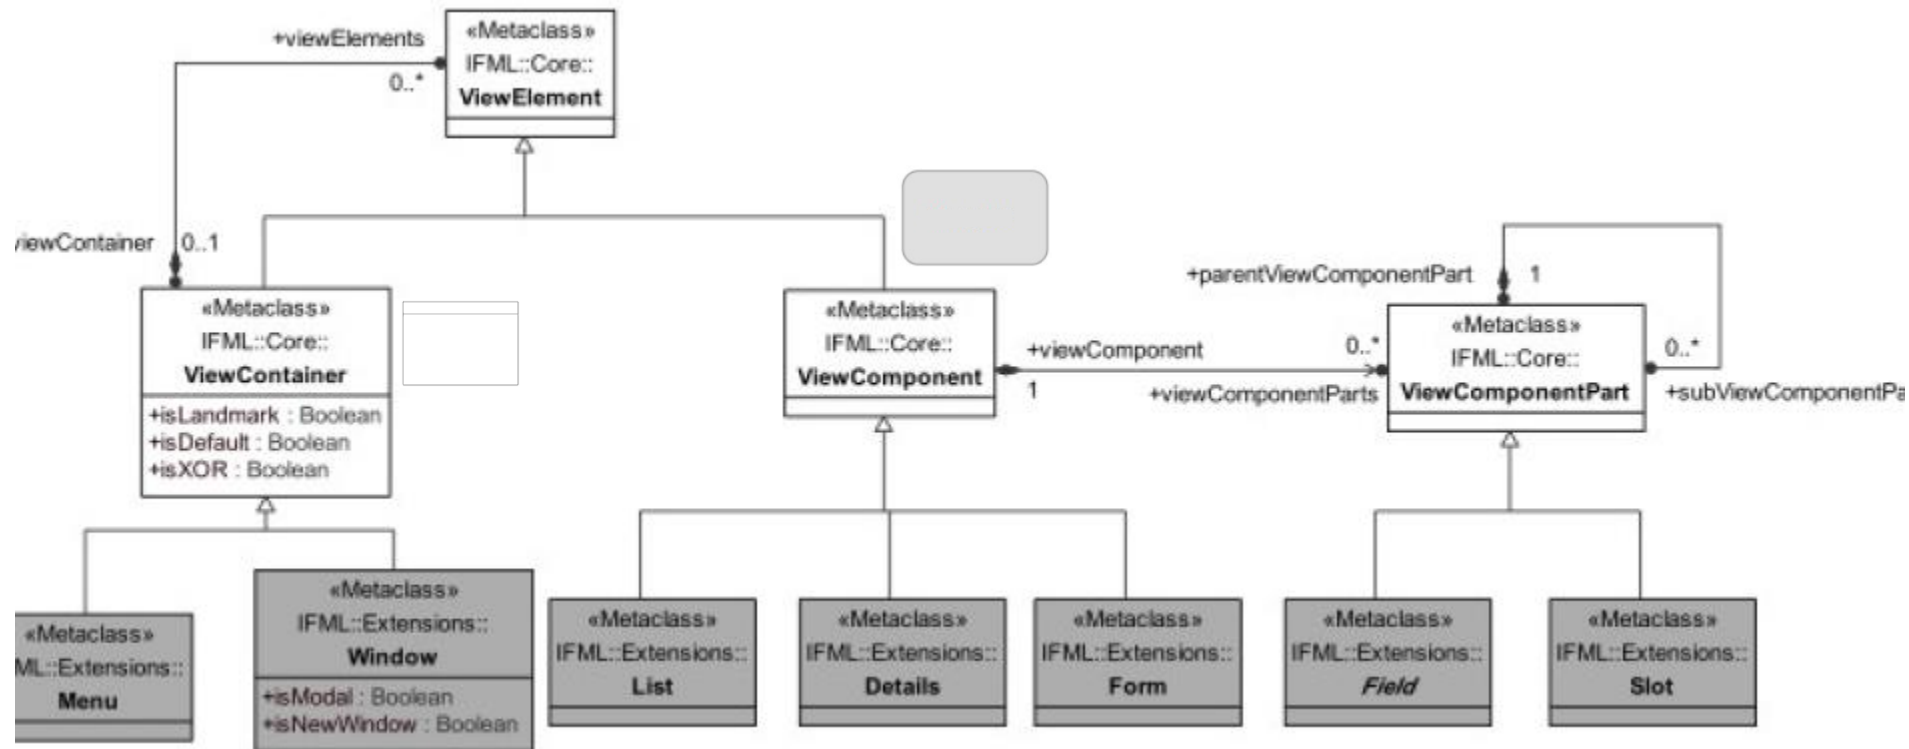 +viewElements
0..*
«Metaclass»
IFML::Core::
ViewElement
viewContainer
0..1
«Metaclass»
IFML::Core::
ViewContainer
+isLandmark : Boolean
+isDefault : Boolean
+isXOR : Boolean
«Metaclass»
IFML::Core::
ViewComponent
+viewComponent
1
0..*
+viewComponentParts
+parentViewComponentPart
1
«Metaclass»
IFML::Core::
ViewComponentPart
0..*
+subViewComponentPa
«Metaclass»
ML::Extensions::
Menu
«Metaclass»
IFML::Extensions::
Window
+isModal : Boolean
+isNewWindow : Boolean
«Metaclass»
IFML::Extensions::
List
«Metaclass»
IFML::Extensions::
Details
«Metaclass»
IFML::Extensions::
Form
«Metaclass»
IFML::Extensions::
Field
«Metaclass»
IFML::Extensions::
Slot